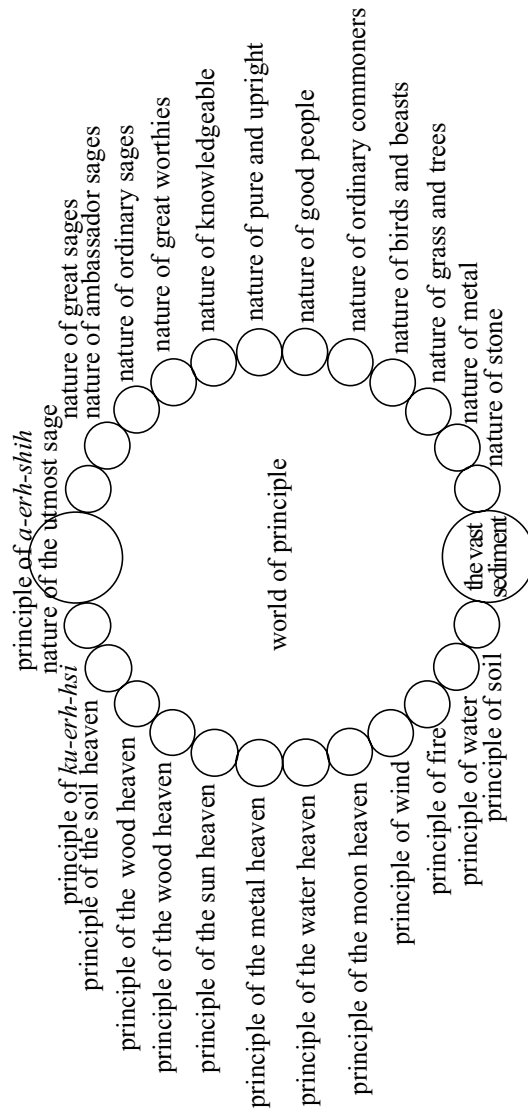 principle of a-erh-shih
nature of the utmost sage
nature of great sages
nature of ambassador sages
nature of ordinary sages
nature of great worthies
nature of knowledgeable
nature of pure and upright
nature of good people
nature of ordinary commoners
nature of birds and beasts
nature of grass and trees
nature of metal
nature of stone
world of principle
the vast
sediment
principle of ku-erh-hsi
principle of the soil heaven
principle of the wood heaven
principle of the wood heaven
principle of the sun heaven
principle of the metal heaven
principle of the water heaven
principle of the moon heaven
principle of wind
principle of fire
principle of water
principle of soil